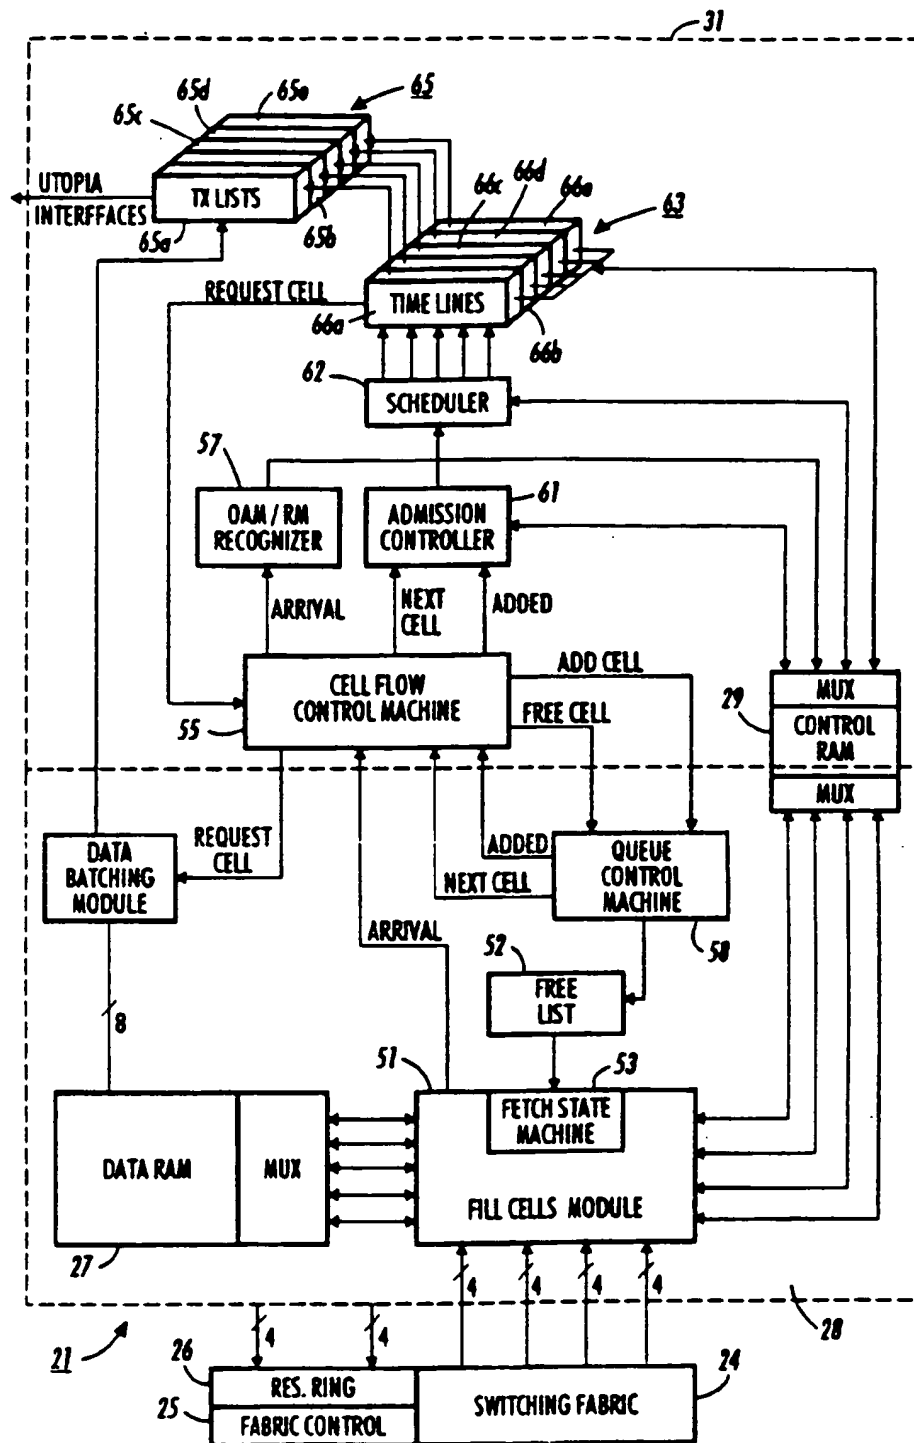 31
65e
65
65d
65c
UTOPIA
INTERFFACES
TX LISTS
65a
65b
66e
66d
66c
63
REQUEST CELL
TIME LINES
66a
66b
62
SCHEDULER
57
61
OAM / RM
RECOGNIZER
ADMISSION
CONTROLLER
ARRIVAL
NEXT
CELL
ADDED
CELL FLOW
CONTROL MACHINE
55
ADD CELL
FREE CELL
29
MUX
CONTROL
RAM
MUX
REQUEST
CELL
DATA
BATCHING
MODULE
ADDED
NEXT CELL
QUEUE
CONTROL
MACHINE
58
ARRIVAL
52
FREE
LIST
8
51
53
FETCH STATE
MACHINE
DATA RAM
MUX
FILL CELLS MODULE
27
4
4
4
4
28
21
4
4
26
RES. RING
24
25
FABRIC CONTROL
SWITCHING FABRIC